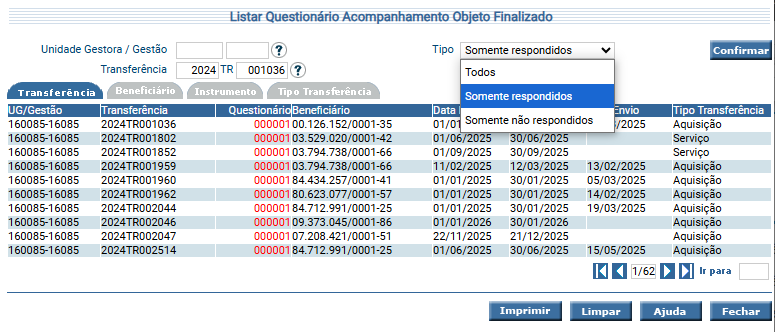 Listar Questionário Acompanhamento Objeto Finalizado
Unidade Gestora / Gestão ? Tipo Somente respondidos Confirmar
Transferência 2024 TR 001036 ?
Todos
Somente respondidos
Somente não respondidos
Transferência Beneficiário Instrumento Tipo Transferência
UG/Gestão Transferência Questionário Beneficiário Data Envio Tipo Transferência
160085-16085 2024TR001036 000001 00.126.152/0001-35 Aquisição
160085-16085 2024TR001802 000001 03.529.020/0001-42 01/06/2025 30/06/2025 Serviço
160085-16085 2024TR001802 000001 03.794.738/0001-66 01/09/2025 30/09/2025 Serviço
160085-16085 2024TR001959 000001 03.794.738/0001-66 11/02/2025 12/03/2025 13/02/2025 Aquisição
160085-16085 2024TR001960 000001 84.434.257/0001-41 01/01/2025 30/01/2025 05/03/2025 Aquisição
160085-16085 2024TR001962 000001 80.623.077/0001-57 01/01/2025 30/01/2025 14/02/2025 Aquisição
160085-16085 2024TR002044 000001 84.712.991/0001-25 01/01/2025 30/01/2025 19/03/2025 Aquisição
160085-16085 2024TR002046 000001 09.373.045/0001-86 01/01/2026 30/01/2026 Aquisição
160085-16085 2024TR002047 000001 07.208.421/0001-51 22/11/2025 21/12/2025 Aquisição
160085-16085 2024TR002514 000001 84.712.991/0001-25 01/06/2025 30/06/2025 15/05/2025 Aquisição
1/62 Ir para
Imprimir Limpar Ajuda Fechar